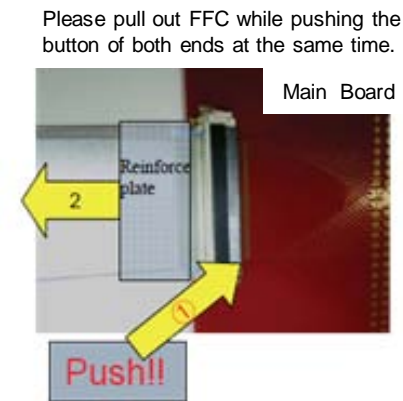 Please pull out FFC while pushing the
button of both ends at the same time.
Main Board
Reinforce
plate
2
①
Push!!